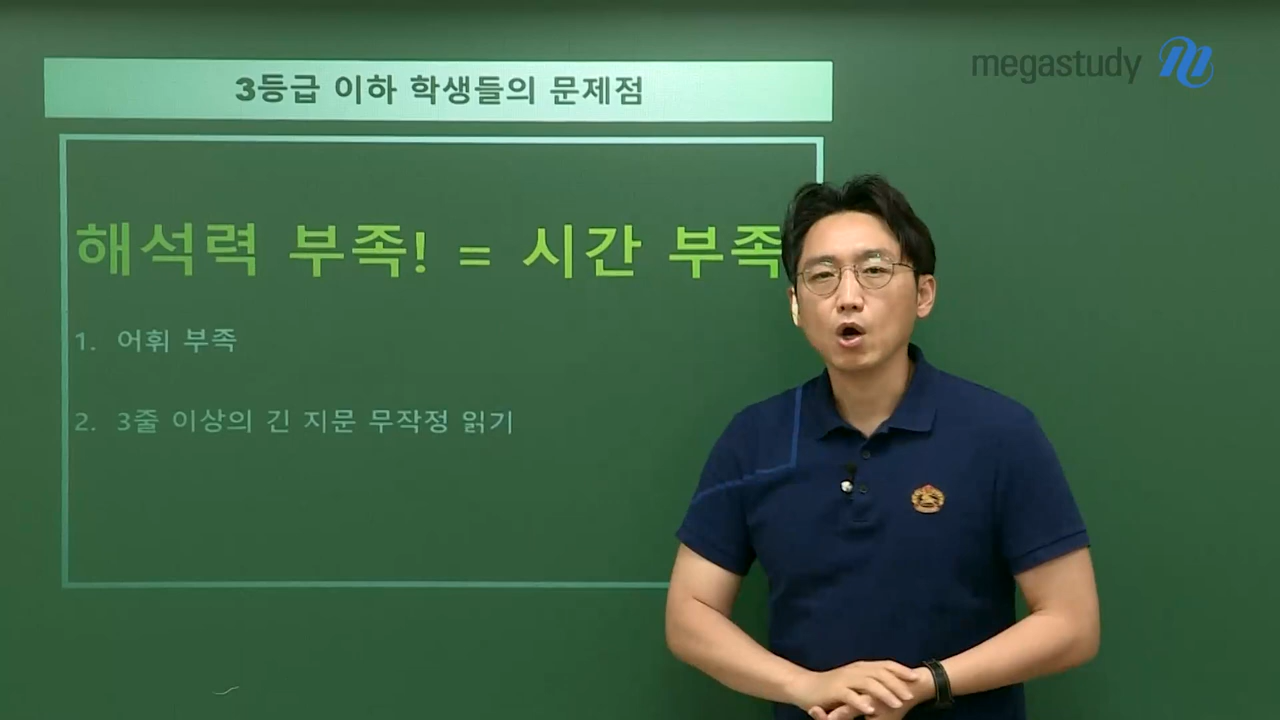 3등급 이하 학생들의 문제점
megastudy
해석력 부족! = 시간 부족
1. 어휘 부족
2. 3줄 이상의 긴 지문 무작정 읽기